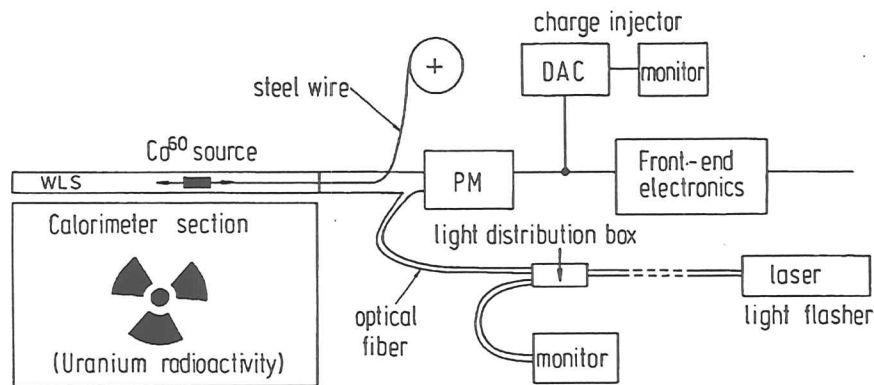 charge injector
DAC
monitor
steel wire
Co⁶⁰ source
WLS
PM
Front-end
electronics
Calorimeter section
light distribution box
laser
light flasher
optical
fiber
monitor
(Uranium radioactivity)